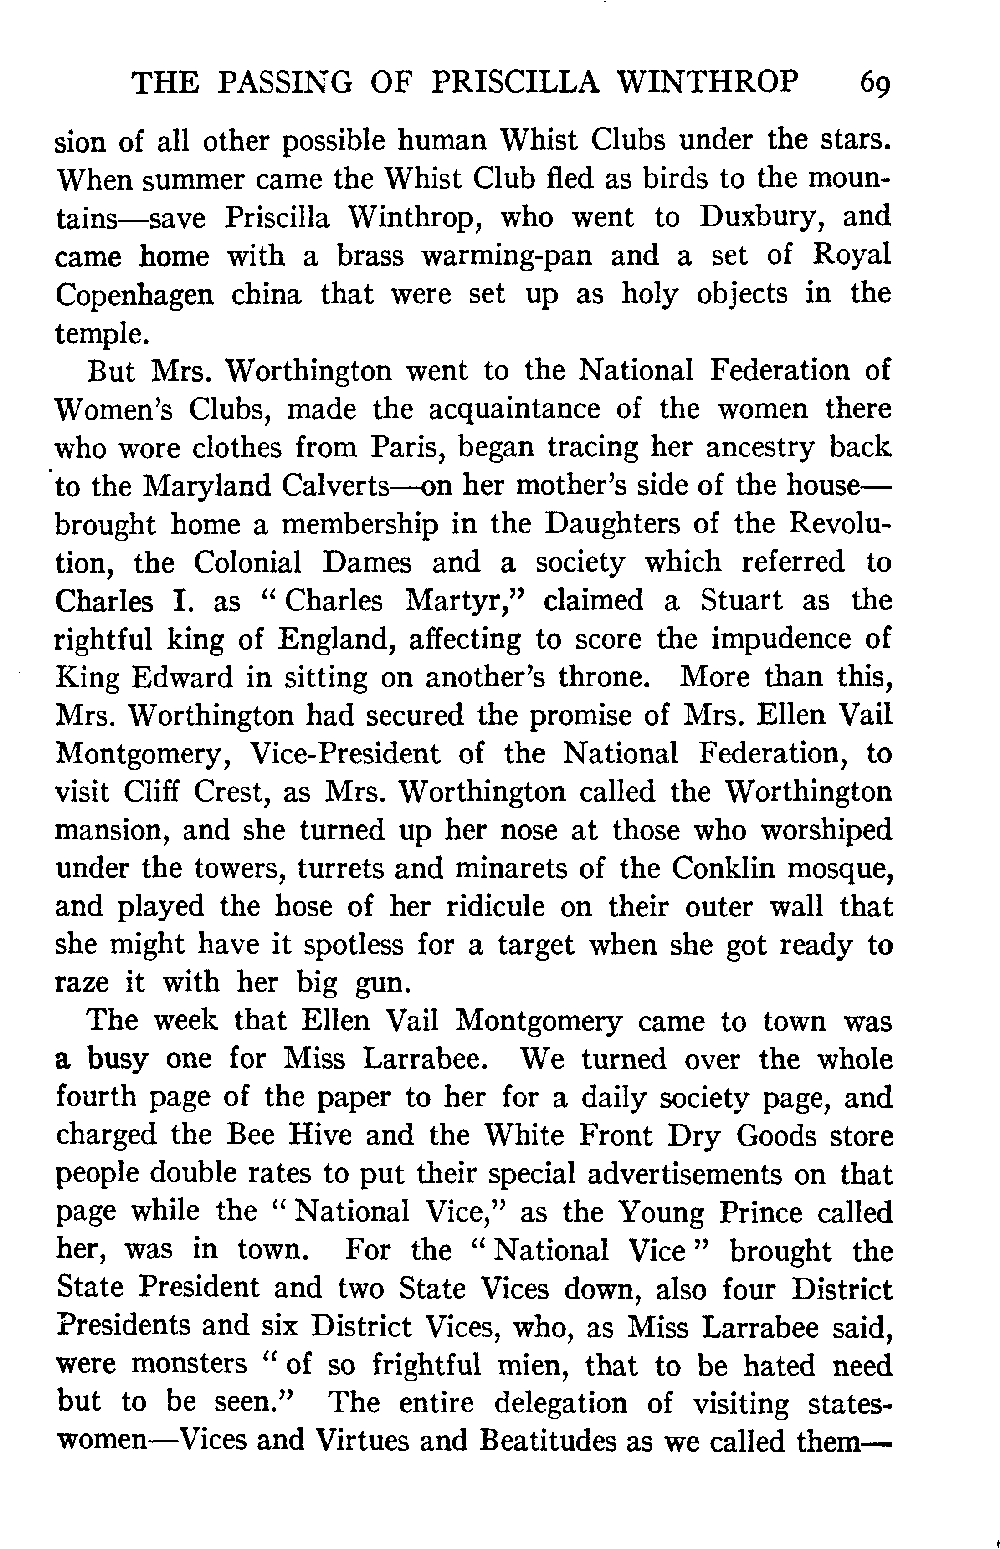 THE PASSING OF PRISCILLA WINTHROP 69
sion of all other possible human Whist Clubs under the stars.
When summer came the Whist Club fled as birds to the moun-
tains—save Priscilla Winthrop, who went to Duxbury, and
came home with a brass warming-pan and a set of Royal
Copenhagen china that were set up as holy objects in the
temple.
But Mrs. Worthington went to the National Federation of
Women's Clubs, made the acquaintance of the women there
who wore clothes from Paris, began tracing her ancestry back
to the Maryland Calverts—on her mother's side of the house—
brought home a membership in the Daughters of the Revolu-
tion, the Colonial Dames and a society which referred to
Charles I. as “ Charles Martyr,” claimed a Stuart as the
rightful king of England, affecting to score the impudence of
King Edward in sitting on another's throne. More than this,
Mrs. Worthington had secured the promise of Mrs. Ellen Vail
Montgomery, Vice-President of the National Federation, to
visit Cliff Crest, as Mrs. Worthington called the Worthington
mansion, and she turned up her nose at those who worshiped
under the towers, turrets and minarets of the Conklin mosque,
and played the hose of her ridicule on their outer wall that
she might have it spotless for a target when she got ready to
raze it with her big gun.
The week that Ellen Vail Montgomery came to town was
a busy one for Miss Larrabee. We turned over the whole
fourth page of the paper to her for a daily society page, and
charged the Bee Hive and the White Front Dry Goods store
people double rates to put their special advertisements on that
page while the “ National Vice,” as the Young Prince called
her, was in town. For the “ National Vice ” brought the
State President and two State Vices down, also four District
Presidents and six District Vices, who, as Miss Larrabee said,
were monsters “ of so frightful mien, that to be hated need
but to be seen.” The entire delegation of visiting states-
women—Vices and Virtues and Beatitudes as we called them—